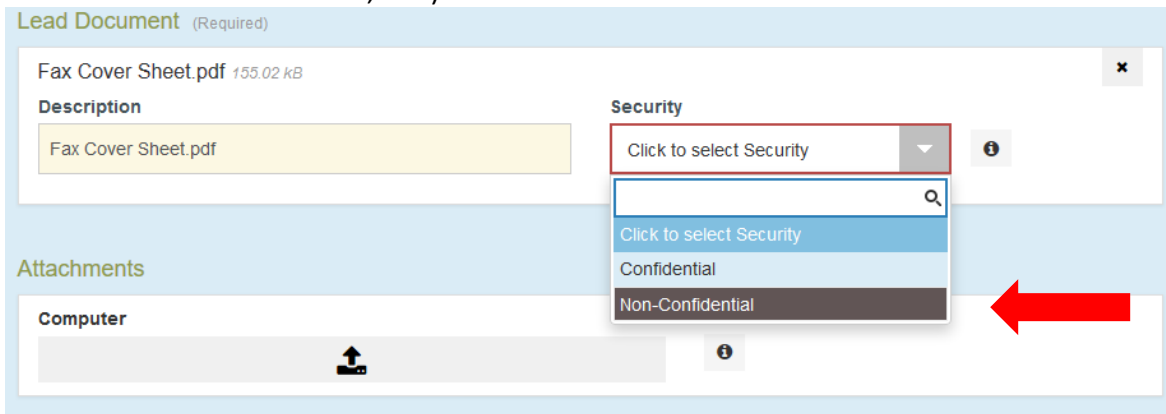 Lead Document (Required)
Fax Cover Sheet.pdf 155.02 kB
Description
Security
Fax Cover Sheet.pdf
Click to select Security
Click to select Security
Confidential
Non-Confidential
Attachments
Computer